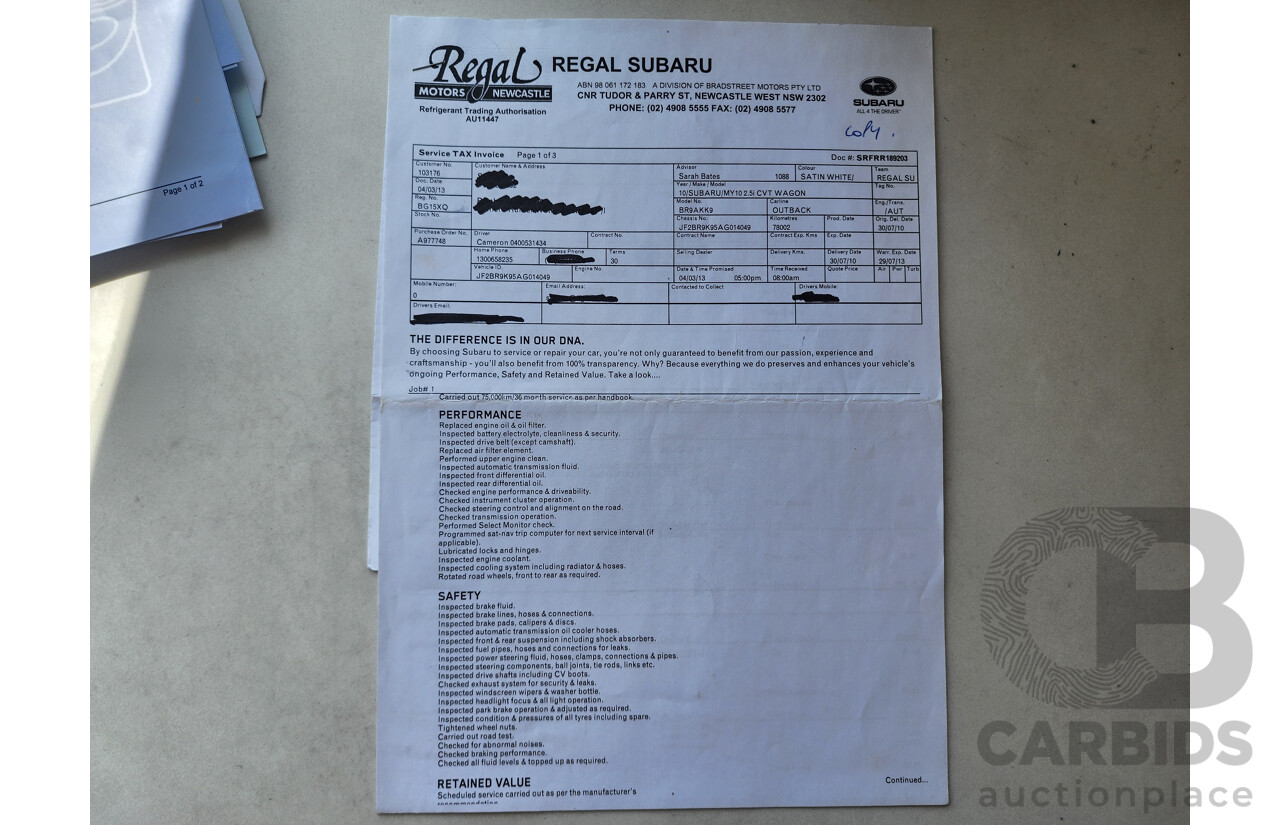 Page 1 of 2
Regal
MOTORS NEWCASTLE
Refrigerant Trading Authorisation
AU11447
REGAL SUBARU
ABN 98 061 172 183 A DIVISION OF BRADSTREET MOTORS PTY LTD
CNR TUDOR & PARRY ST, NEWCASTLE WEST NSW 2302
PHONE: (02) 4908 5555 FAX: (02) 4908 5577
SUBARU
ALL 4 THE DRIVER
copy.
Service TAX Invoice Page 1 of 3 Doc #: SRFRR189203
Customer No. Customer Name & Address Advisor Colour Team
103176 Sarah Bates 1088 SATIN WHITE/ REGAL SU
Doc. Date Year / Make / Model Tag No.
04/03/13 10/SUBARU/MY10 2.5i CVT WAGON
Reg. No. Model No. Carline Eng./Trans.
BG15XQ BR9AKK9 OUTBACK /AUT
Stock No. Chassis No. Kilometres Prod. Date Orig. Del. Date
JF2BR9K95AG014049 78002 30/07/10
Purchase Order No. Driver Contract No. Contract Name Contract Exp. Kms Exp. Date
A977748 Cameron 0400531434
Home Phone Business Phone Terms Selling Dealer Delivery Kms. Delivery Date Warr. Exp. Date
1300658235 30 30/07/10 29/07/13
Vehicle ID. Engine No. Date & Time Promised Time Received Quote Price Air Pwr Turb
JF2BR9K95AG014049 04/03/13 05:00pm 08:00am
Mobile Number: Email Address: Contacted to Collect Drivers Mobile:
0
Drivers Email:
THE DIFFERENCE IS IN OUR DNA.
By choosing Subaru to service or repair your car, you're not only guaranteed to benefit from our passion, experience and
craftsmanship - you'll also benefit from 100% transparency. Why? Because everything we do preserves and enhances your vehicle's
ongoing Performance, Safety and Retained Value. Take a look....
Job# 1
Carried out 75,000km/36 month service as per handbook.
PERFORMANCE
Replaced engine oil & oil filter.
Inspected battery electrolyte, cleanliness & security.
Inspected drive belt (except camshaft).
Replaced air filter element.
Performed upper engine clean.
Inspected automatic transmission fluid.
Inspected front differential oil.
Inspected rear differential oil.
Checked engine performance & driveability.
Checked instrument cluster operation.
Checked steering control and alignment on the road.
Checked transmission operation.
Performed Select Monitor check.
Programmed sat-nav trip computer for next service interval (if
applicable).
Lubricated locks and hinges.
Inspected engine coolant.
Inspected cooling system including radiator & hoses.
Rotated road wheels, front to rear as required.
SAFETY
Inspected brake fluid.
Inspected brake lines, hoses & connections.
Inspected brake pads, calipers & discs.
Inspected automatic transmission oil cooler hoses.
Inspected front & rear suspension including shock absorbers.
Inspected fuel pipes, hoses and connections for leaks.
Inspected power steering fluid, hoses, clamps, connections & pipes.
Inspected steering components, ball joints, tie rods, links etc.
Inspected drive shafts including CV boots.
Checked exhaust system for security & leaks.
Inspected windscreen wipers & washer bottle.
Inspected headlight focus & all light operation.
Inspected park brake operation & adjusted as required.
Inspected condition & pressures of all tyres including spare.
Tightened wheel nuts.
Carried out road test.
Checked for abnormal noises.
Checked braking performance.
Checked all fluid levels & topped up as required.
RETAINED VALUE
Scheduled service carried out as per the manufacturer's
Continued...
CARBIDS
auctionplace